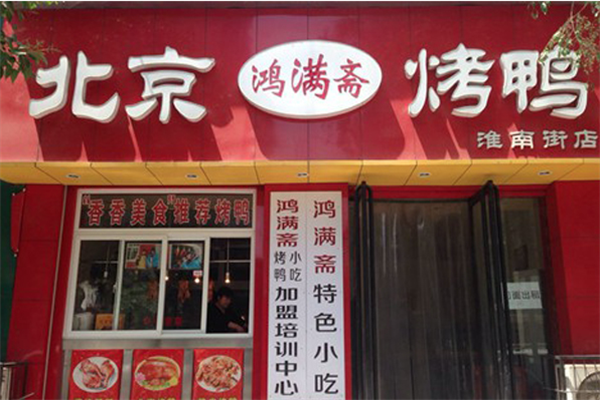 北京 鸿满斋 烤鸭
淮南街店
"香香美食"推荐烤鸭
鸿满斋
烤鸭 小吃
加盟培训中心
鸿满斋特色小吃